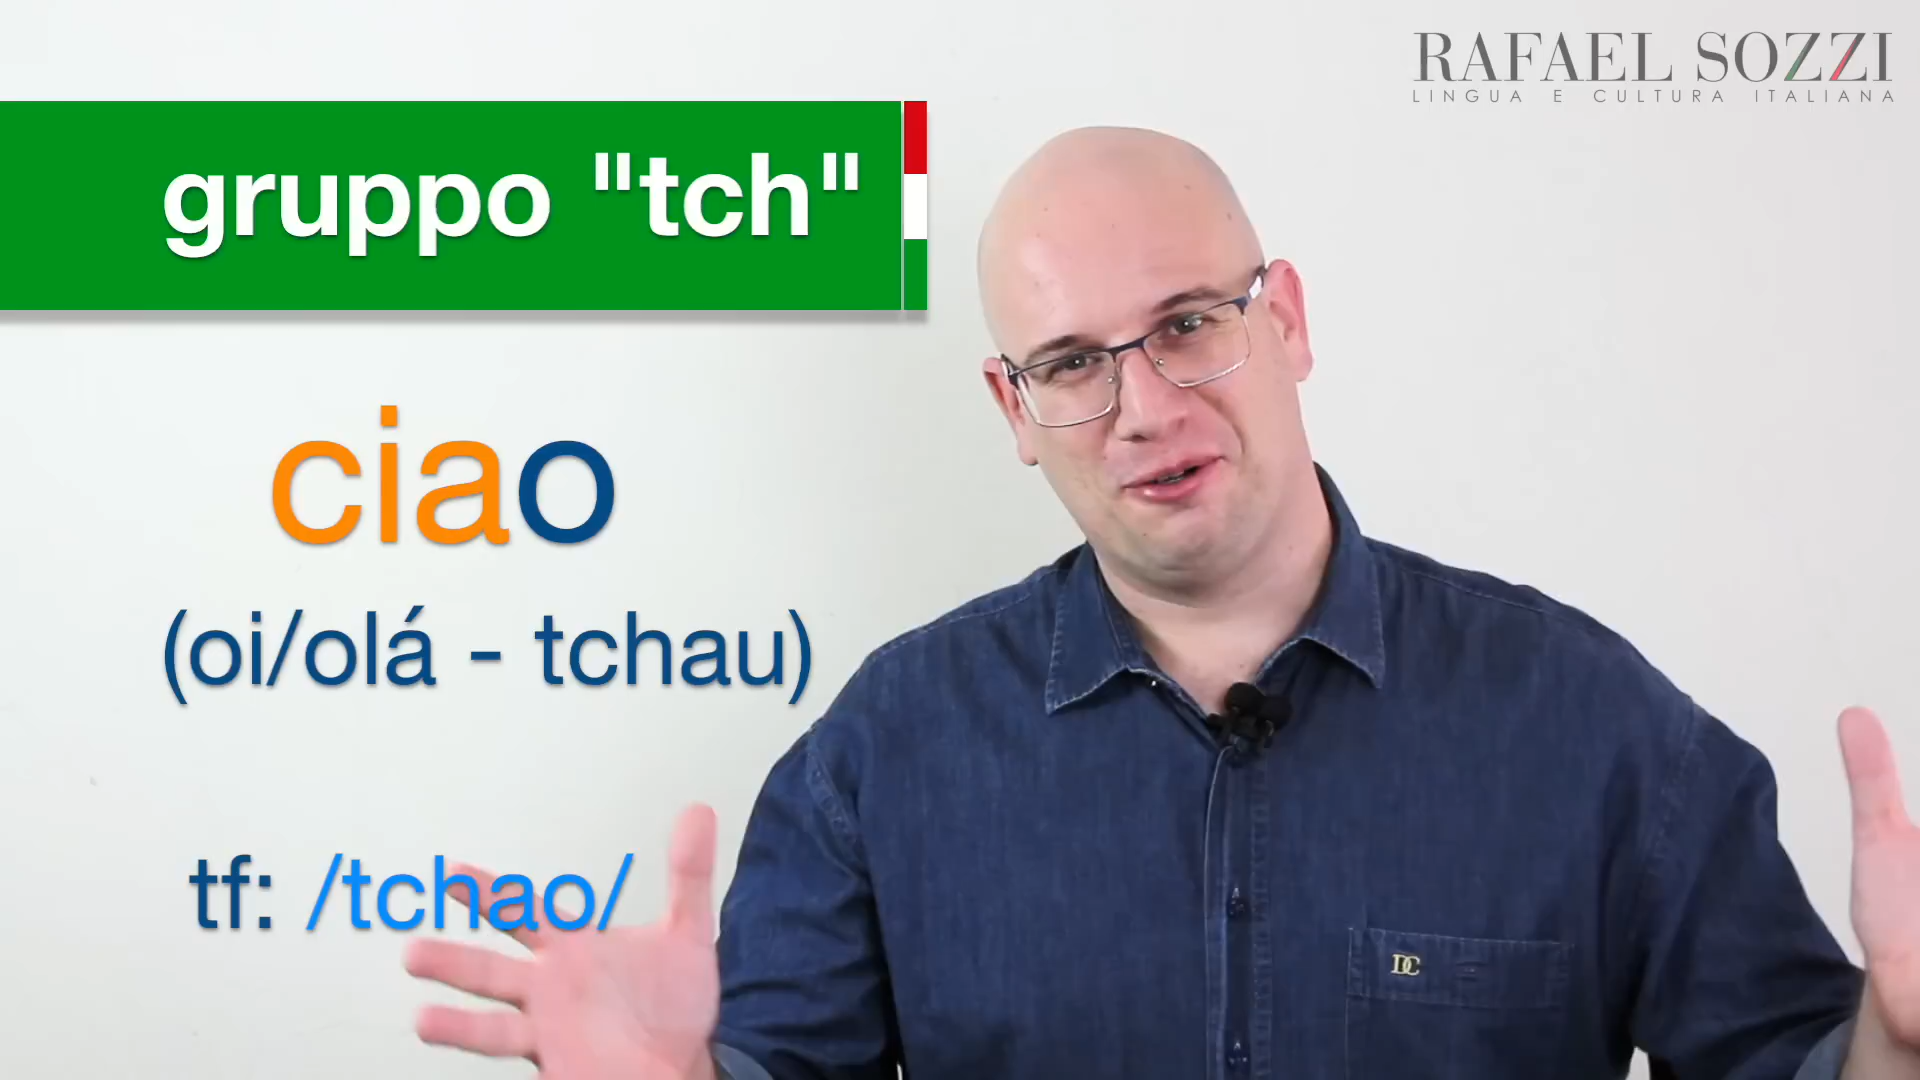 RAFAEL SOZZI
LINGUA E CULTURA ITALIANA
gruppo "tch"
ciao
(oi/olá - tchau)
tf: /tchao/
DC